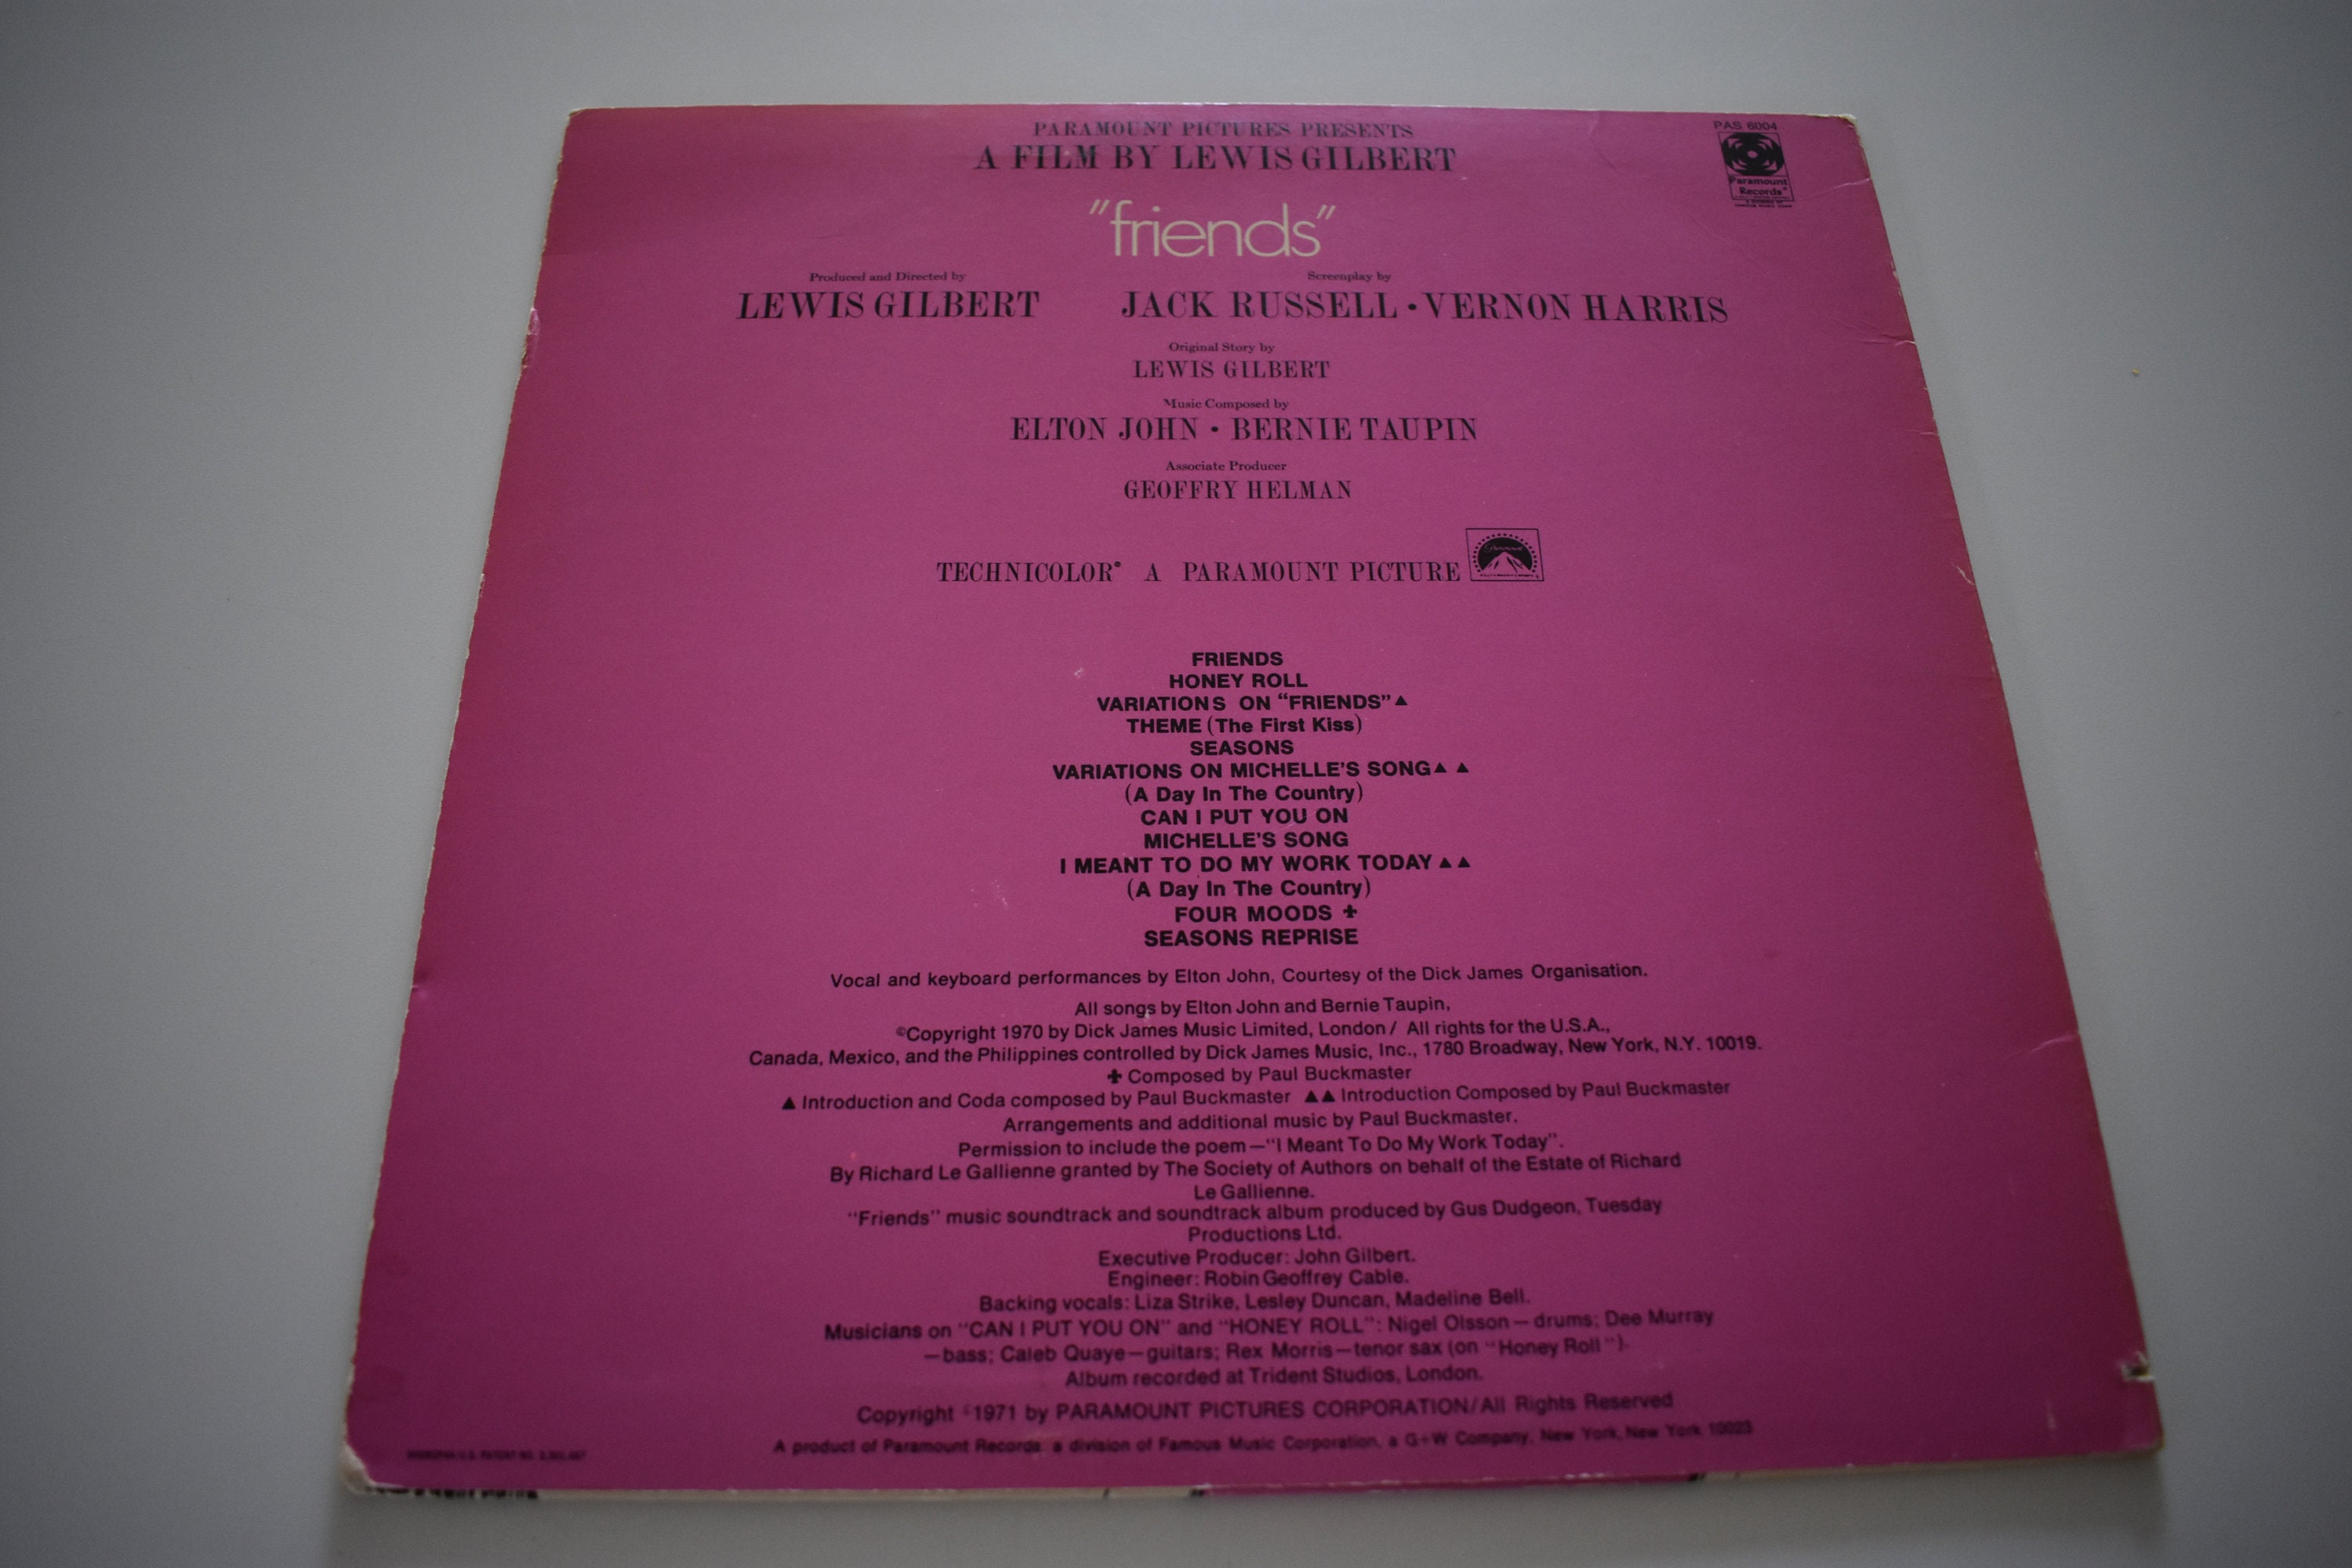 PARAMOUNT PICTURES PRESENTS
A FILM BY LEWIS GILBERT
PAS 6004
Paramount
Records
"friends"
Produced and Directed by
LEWIS GILBERT
Screenplay by
JACK RUSSELL • VERNON HARRIS
Original Story by
LEWIS GILBERT
Music Composed by
ELTON JOHN • BERNIE TAUPIN
Associate Producer
GEOFFRY HELMAN
TECHNICOLOR® A PARAMOUNT PICTURE
Paramount
FRIENDS
HONEY ROLL
VARIATIONS ON “FRIENDS”▲
THEME (The First Kiss)
SEASONS
VARIATIONS ON MICHELLE'S SONG▲ ▲
(A Day In The Country)
CAN I PUT YOU ON
MICHELLE'S SONG
I MEANT TO DO MY WORK TODAY ▲▲
(A Day In The Country)
FOUR MOODS ✚
SEASONS REPRISE
Vocal and keyboard performances by Elton John, Courtesy of the Dick James Organisation.
All songs by Elton John and Bernie Taupin,
©Copyright 1970 by Dick James Music Limited, London / All rights for the U.S.A.,
Canada, Mexico, and the Philippines controlled by Dick James Music, Inc., 1780 Broadway, New York, N.Y. 10019.
✚ Composed by Paul Buckmaster
▲ Introduction and Coda composed by Paul Buckmaster ▲▲ Introduction Composed by Paul Buckmaster
Arrangements and additional music by Paul Buckmaster.
Permission to include the poem—"I Meant To Do My Work Today".
By Richard Le Gallienne granted by The Society of Authors on behalf of the Estate of Richard
Le Gallienne.
"Friends" music soundtrack and soundtrack album produced by Gus Dudgeon, Tuesday
Productions Ltd.
Executive Producer: John Gilbert.
Engineer: Robin Geoffrey Cable.
Backing vocals: Liza Strike, Lesley Duncan, Madeline Bell.
Musicians on "CAN I PUT YOU ON" and "HONEY ROLL": Nigel Olsson—drums; Dee Murray
—bass; Caleb Quaye—guitars; Rex Morris—tenor sax (on "Honey Roll").
Album recorded at Trident Studios, London.
Copyright ©1971 by PARAMOUNT PICTURES CORPORATION/All Rights Reserved
A product of Paramount Records a division of Famous Music Corporation, a G+W Company, New York, New York 10023
U.S. PATENT NO.